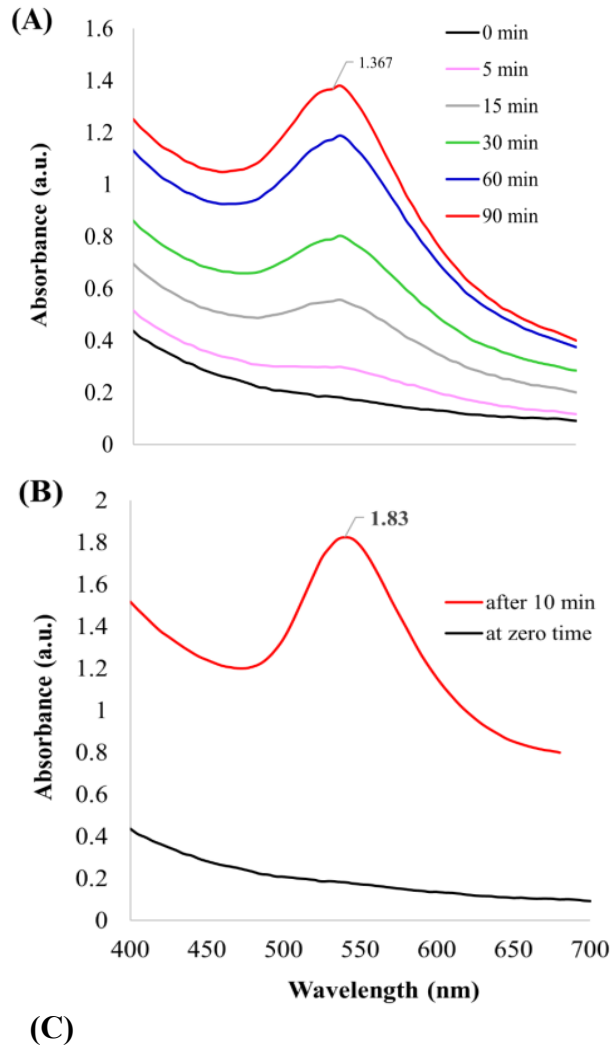 (A)
1.6
1.4
1.2
1
0.8
0.6
0.4
0.2
0
Absorbance (a.u.)
1.367
0 min
5 min
15 min
30 min
60 min
90 min
(B)
2
1.8
1.6
1.4
1.2
1
0.8
0.6
0.4
0.2
0
Absorbance (a.u.)
1.83
after 10 min
at zero time
400 450 500 550 600 650 700
Wavelength (nm)
(C)